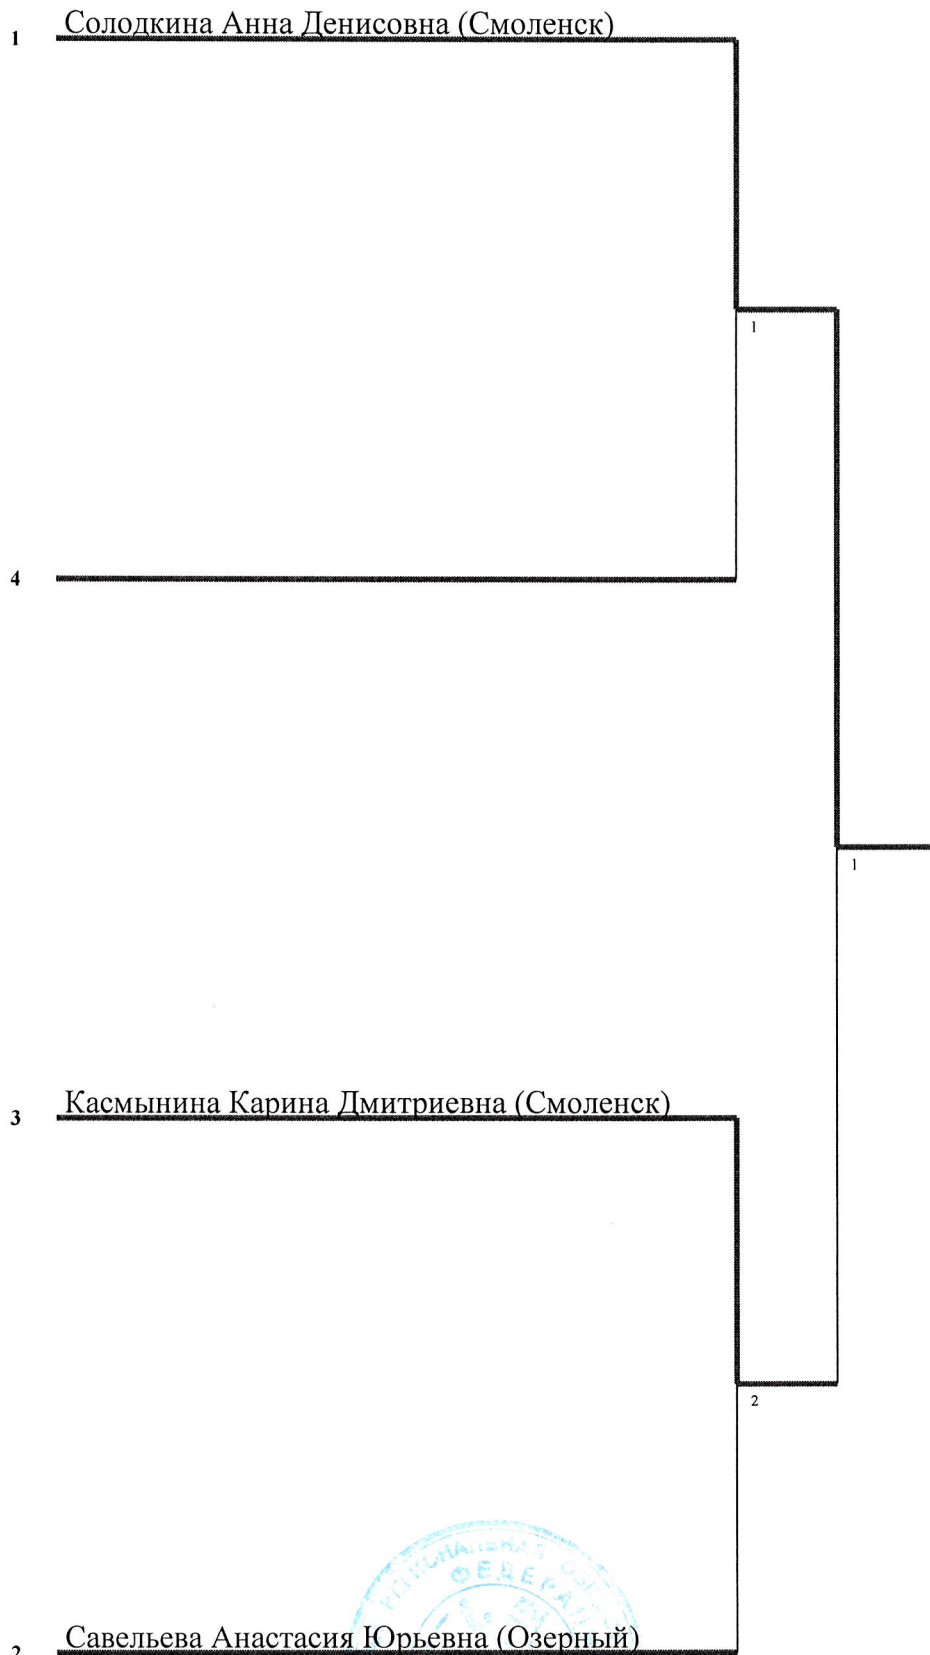 1 Солодкина Анна Денисовна (Смоленск)
1
4
1
3 Касмынина Карина Дмитриевна (Смоленск)
2
ФЕДЕРА
2 Савельева Анастасия Юрьевна (Озерный)